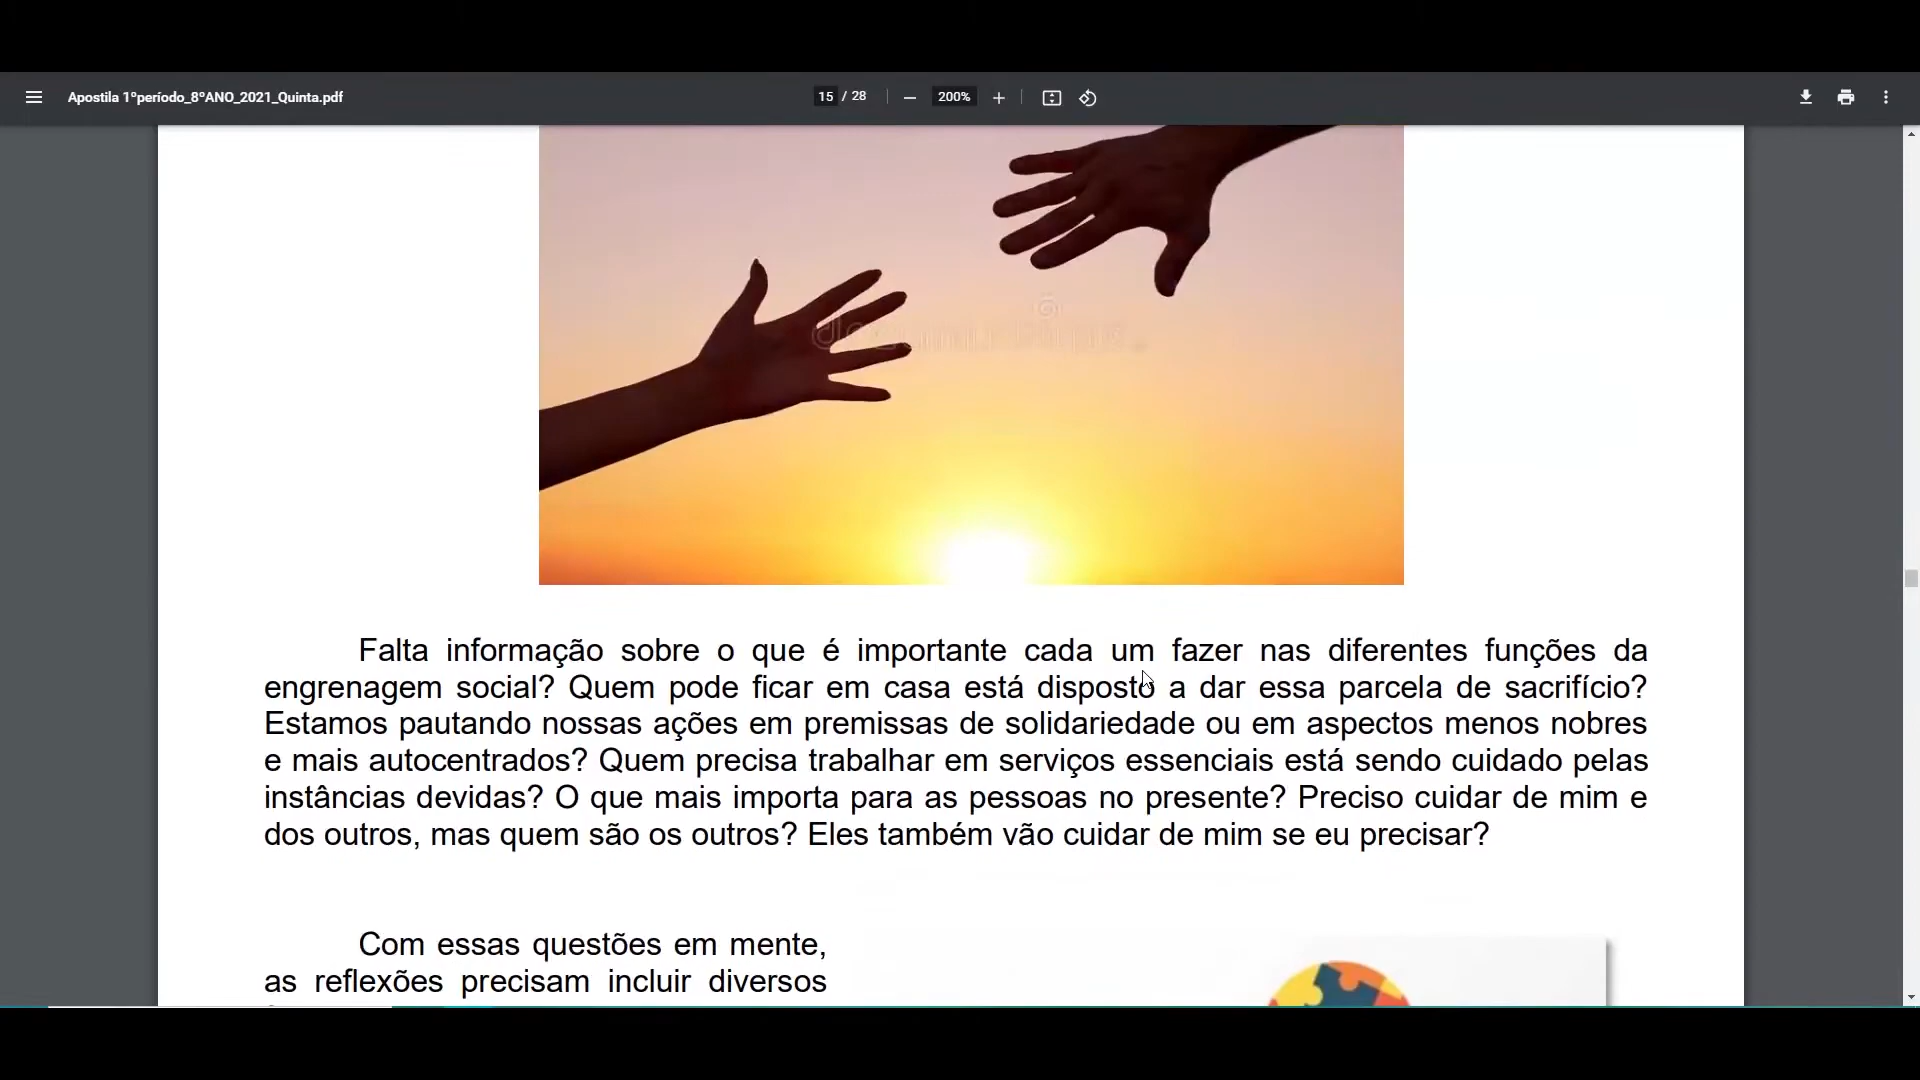 Apostila 1ºperíodo_8ºANO_2021_Quinta.pdf
15 / 28
200%
Falta informação sobre o que é importante cada um fazer nas diferentes funções da
engrenagem social? Quem pode ficar em casa está disposto a dar essa parcela de sacrifício?
Estamos pautando nossas ações em premissas de solidariedade ou em aspectos menos nobres
e mais autocentrados? Quem precisa trabalhar em serviços essenciais está sendo cuidado pelas
instâncias devidas? O que mais importa para as pessoas no presente? Preciso cuidar de mim e
dos outros, mas quem são os outros? Eles também vão cuidar de mim se eu precisar?
Com essas questões em mente,
as reflexões precisam incluir diversos